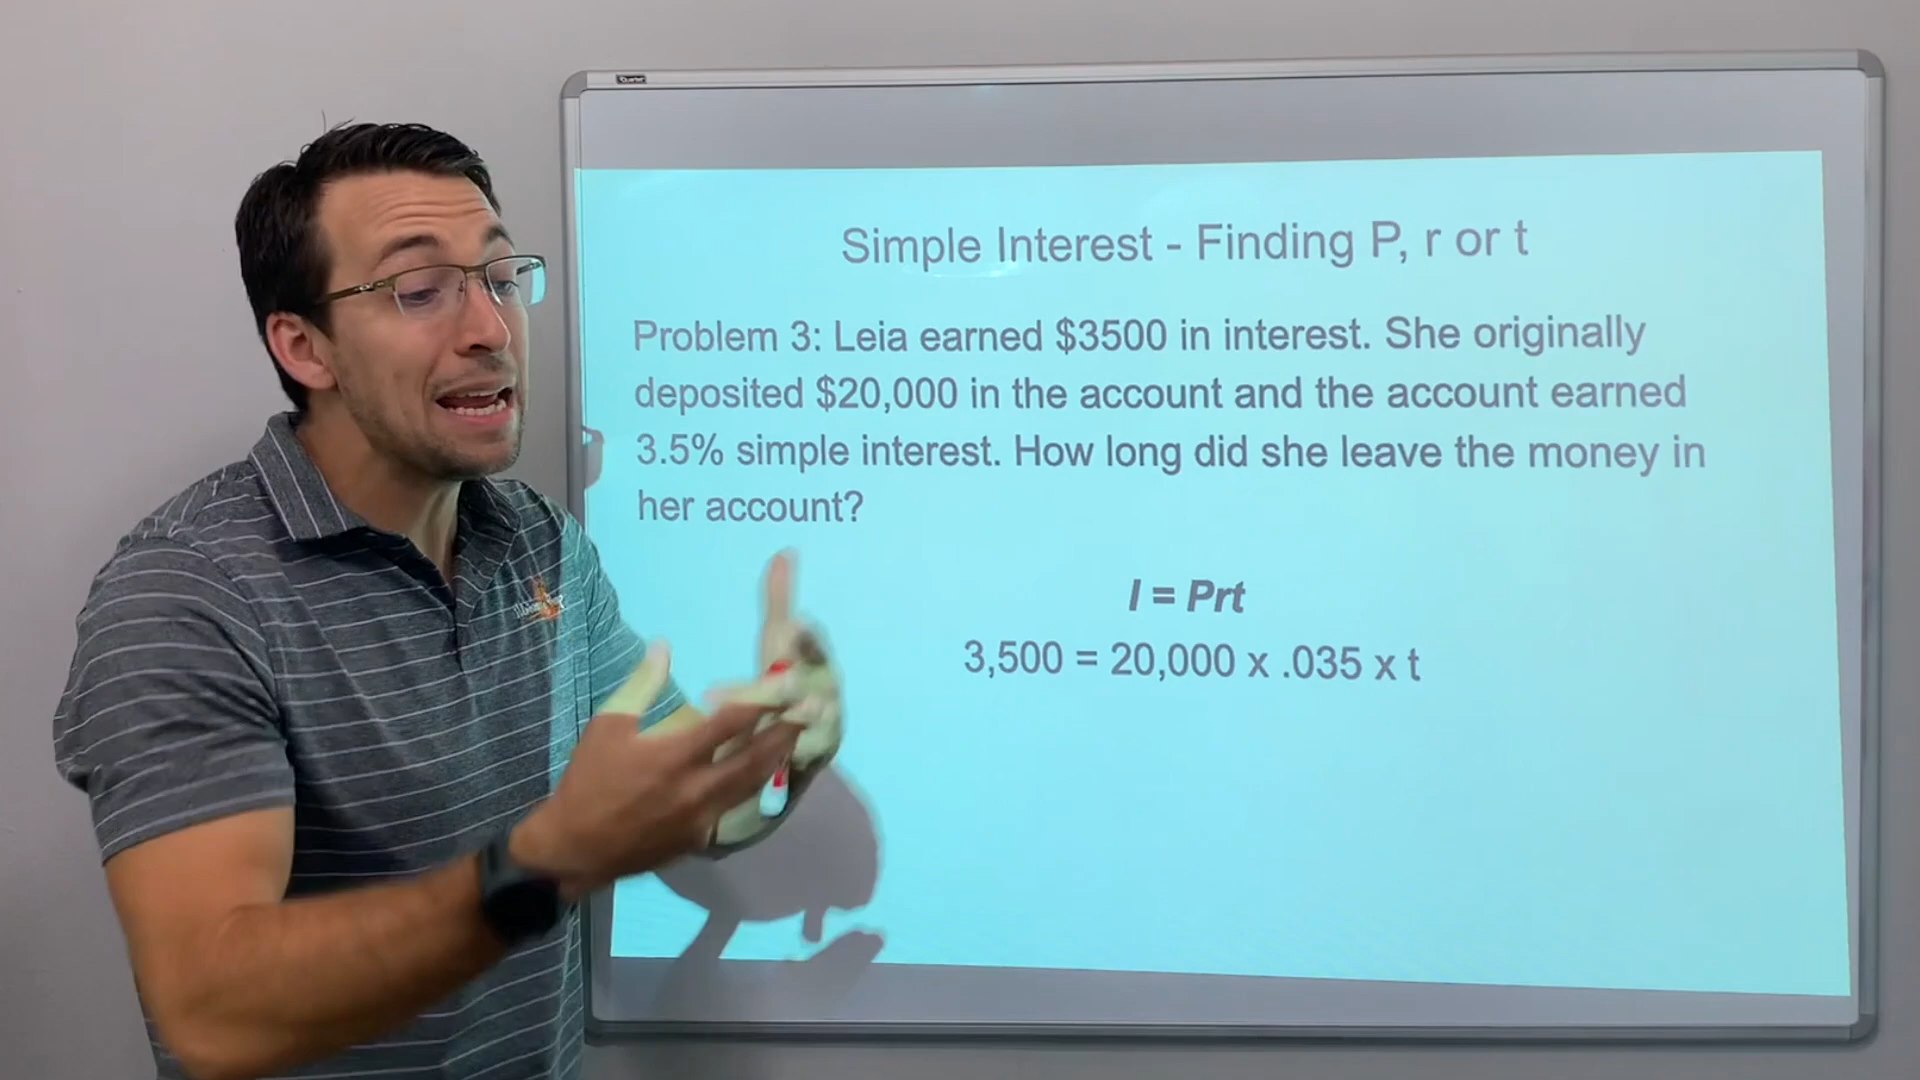 Simple Interest - Finding P, r or t
Problem 3: Leia earned $3500 in interest. She originally
deposited $20,000 in the account and the account earned
3.5% simple interest. How long did she leave the money in
her account?
I = Prt
3,500 = 20,000 x .035 x t